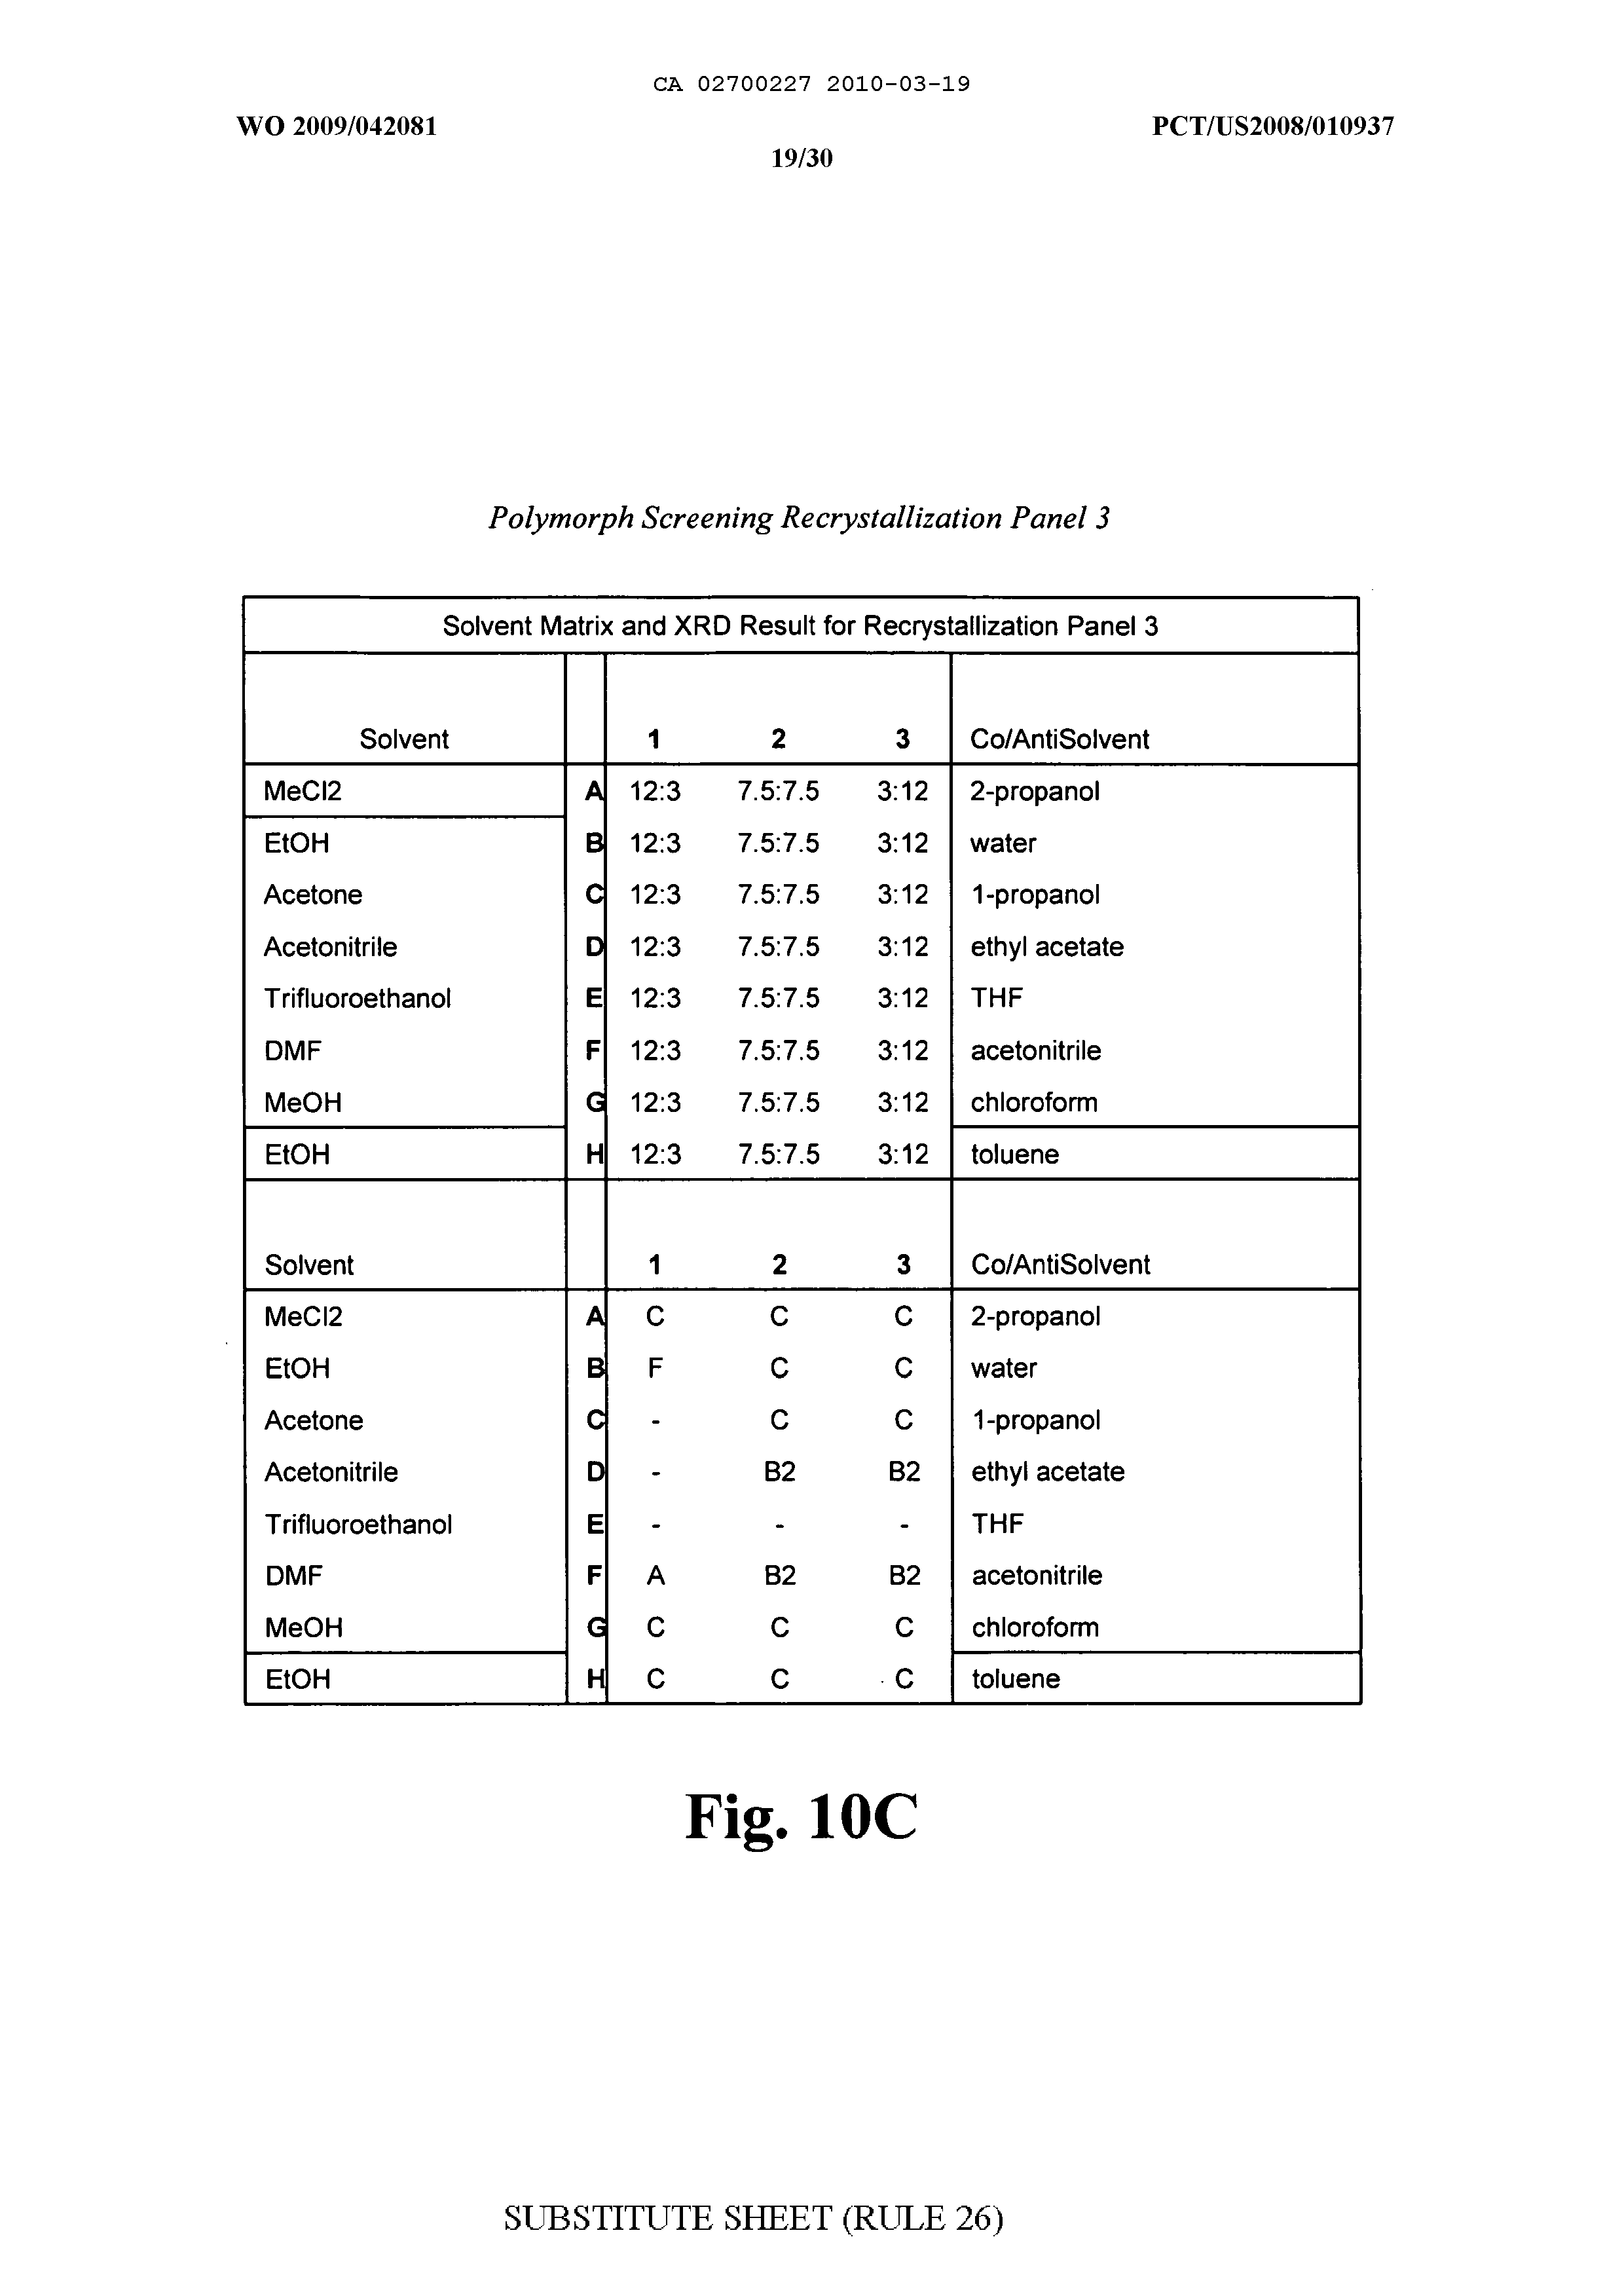 CA 02700227 2010-03-19
WO 2009/042081 PCT/US2008/010937
19/30
Polymorph Screening Recrystallization Panel 3
Solvent Matrix and XRD Result for Recrystallization Panel 3
Solvent 1 2 3 Co/AntiSolvent
MeCl2 A 12:3 7.5:7.5 3:12 2-propanol
EtOH B 12:3 7.5:7.5 3:12 water
Acetone C 12:3 7.5:7.5 3:12 1-propanol
Acetonitrile D 12:3 7.5:7.5 3:12 ethyl acetate
Trifluoroethanol E 12:3 7.5:7.5 3:12 THF
DMF F 12:3 7.5:7.5 3:12 acetonitrile
MeOH G 12:3 7.5:7.5 3:12 chloroform
EtOH H 12:3 7.5:7.5 3:12 toluene
Solvent 1 2 3 Co/AntiSolvent
MeCl2 A C C C 2-propanol
EtOH B F C C water
Acetone C - C C 1-propanol
Acetonitrile D - B2 B2 ethyl acetate
Trifluoroethanol E - - - THF
DMF F A B2 B2 acetonitrile
MeOH G C C C chloroform
EtOH H C C C toluene
Fig. 10C
SUBSTITUTE SHEET (RULE 26)